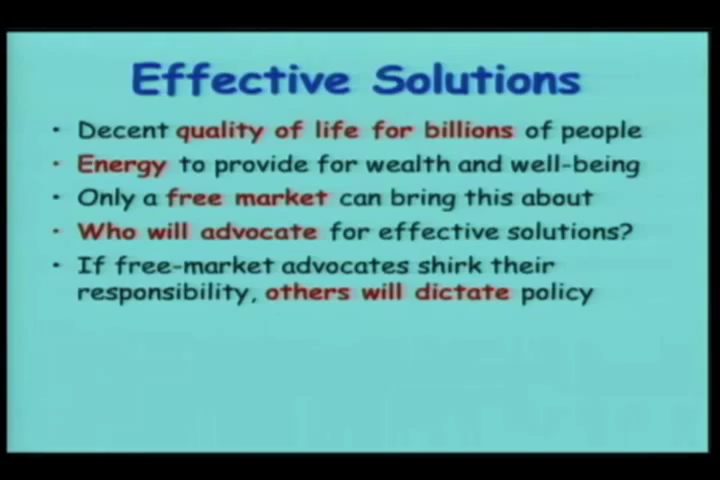 Effective Solutions
· Decent quality of life for billions of people
· Energy to provide for wealth and well-being
· Only a free market can bring this about
· Who will advocate for effective solutions?
· If free-market advocates shirk their
responsibility, others will dictate policy